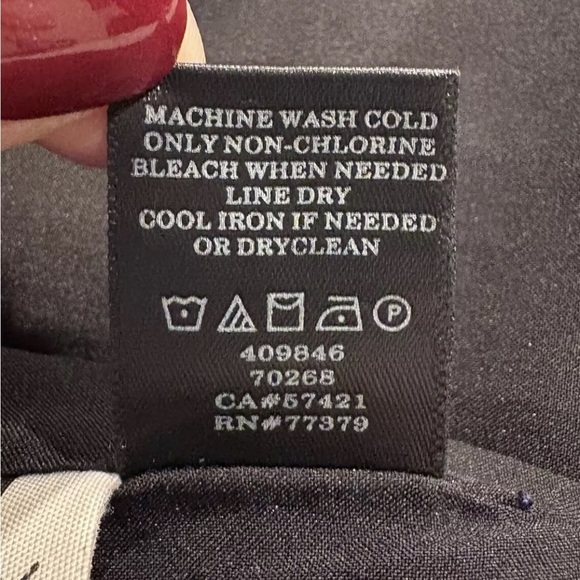 MACHINE WASH COLD
ONLY NON-CHLORINE
BLEACH WHEN NEEDED
LINE DRY
COOL IRON IF NEEDED
OR DRYCLEAN
P
409846
70268
CA#57421
RN#77379